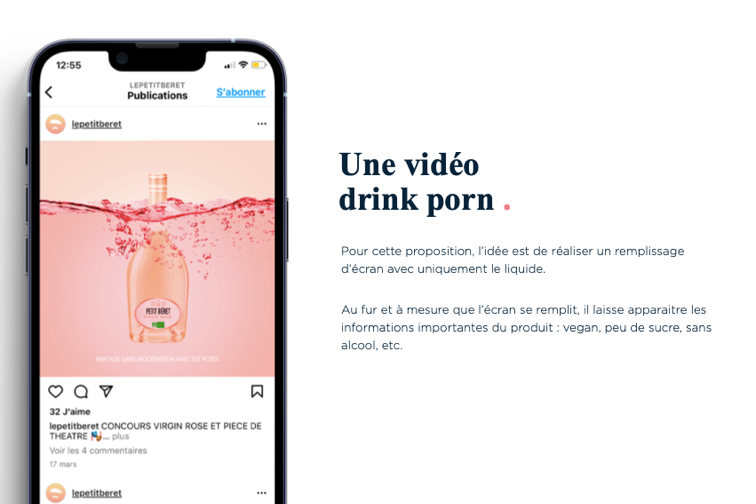 12:55
LEPETITBERET
Publications
S'abonner
lepetitberet
PETIT BÉRET
PARTAGE SANS MODÉRATION AVEC TES POTES
32 J'aime
lepetitberet CONCOURS VIRGIN ROSE ET PIECE DE
THEATRE ... plus
Voir les 4 commentaires
17 mars
lepetitberet
Une vidéo
drink porn .
Pour cette proposition, l'idée est de réaliser un remplissage
d'écran avec uniquement le liquide.
Au fur et à mesure que l'écran se remplit, il laisse apparaitre les
informations importantes du produit : vegan, peu de sucre, sans
alcool, etc.